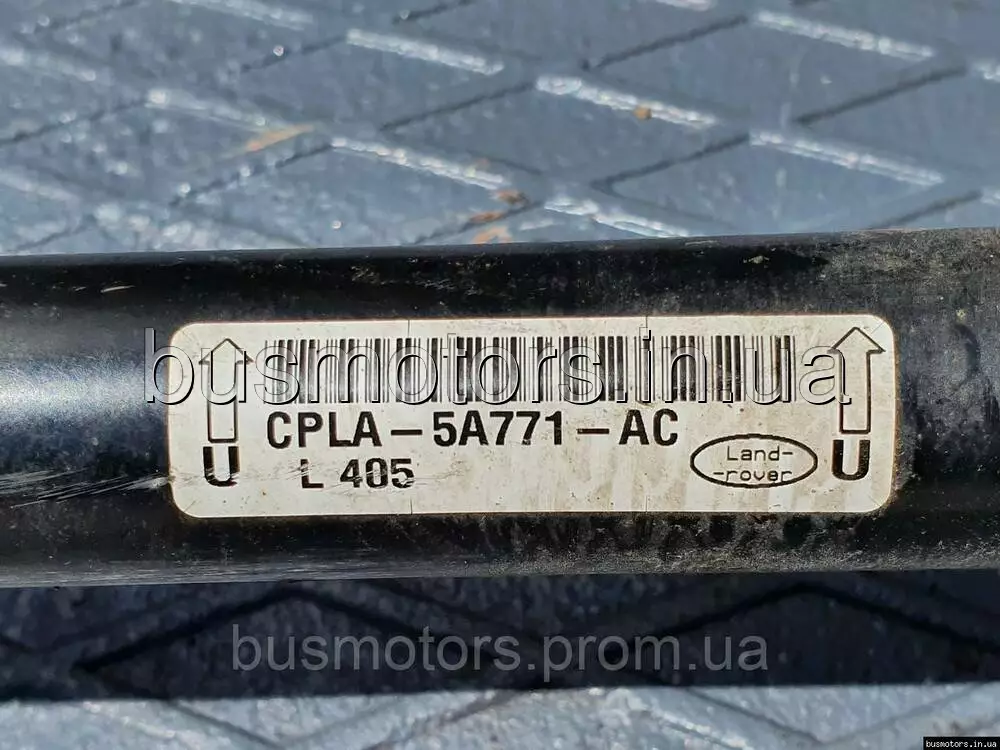 busmotors.in.ua
CPLA-5A771-AC
U
L 405
Land-
-rover
U
busmotors.prom.ua
busmotors.in.ua